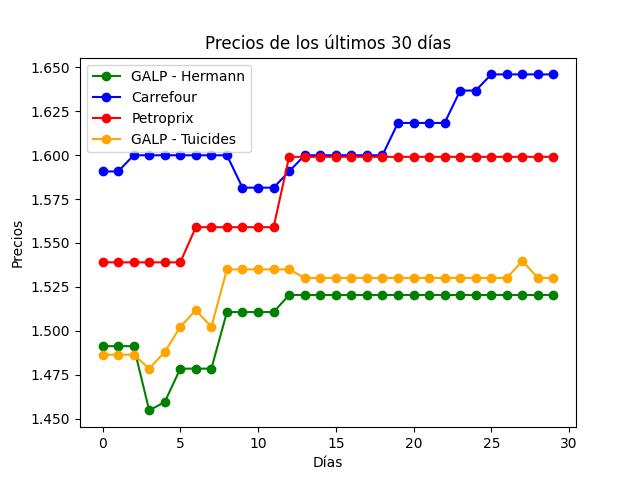 Precios de los últimos 30 días
GALP - Hermann
Carrefour
Petroprix
GALP - Tuicides
1.650
1.625
1.600
1.575
1.550
1.525
1.500
1.475
1.450
Precios
0 5 10 15 20 25 30
Días